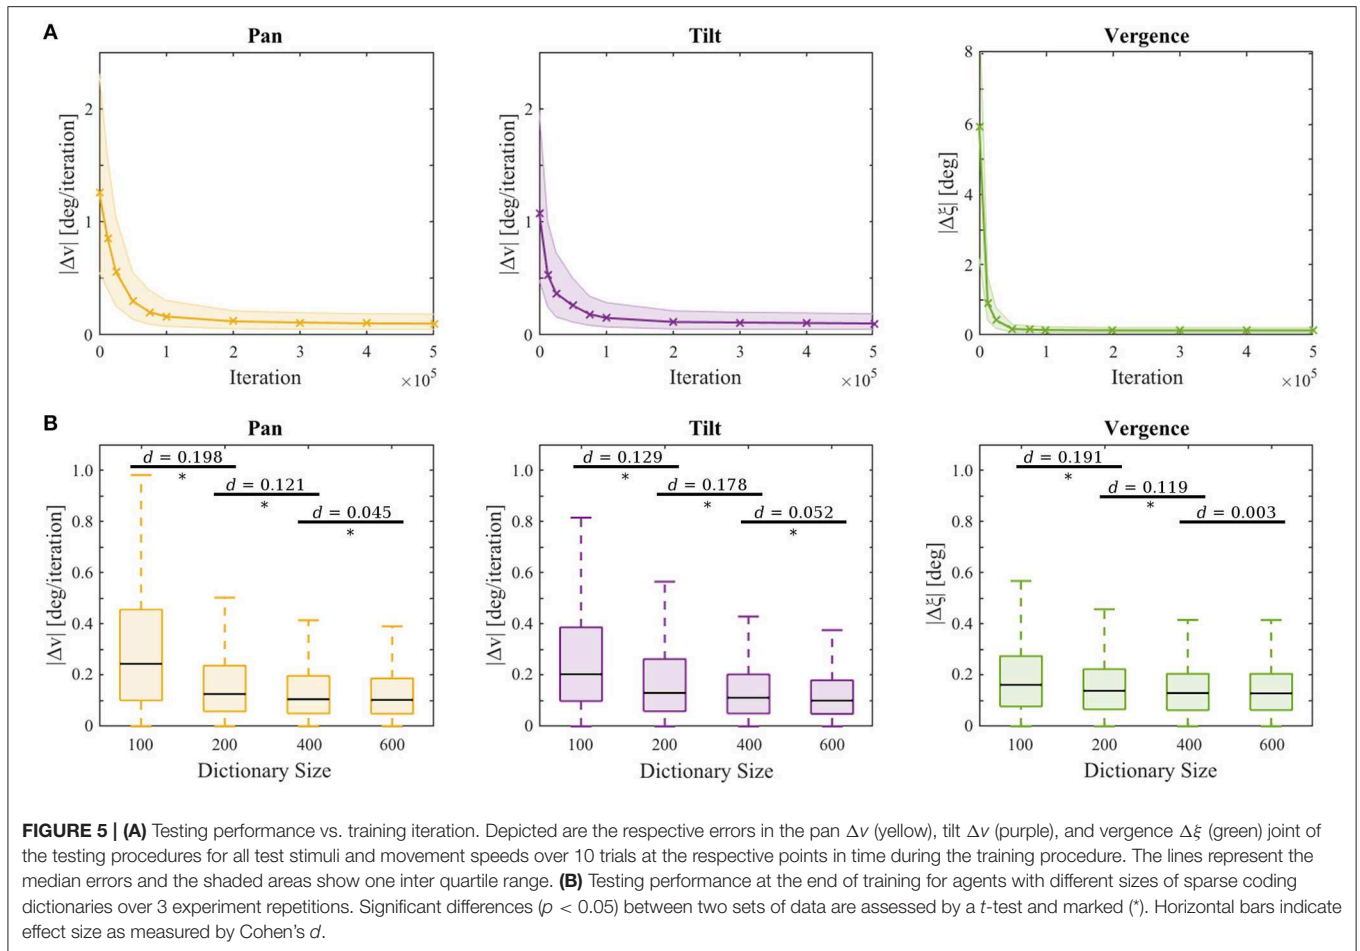 A
Pan
Tilt
Vergence
|Δv| [deg/iteration]
2
1
0
0 1 2 3 4 5
×10⁵
Iteration
|Δv| [deg/iteration]
2
1
0
0 1 2 3 4 5
×10⁵
Iteration
|Δξ| [deg]
8
6
4
2
0
0 1 2 3 4 5
×10⁵
Iteration
B
Pan
|Δv| [deg/iteration]
1.0
0.8
0.6
0.4
0.2
0
d = 0.198
*
d = 0.121
*
d = 0.045
*
100 200 400 600
Dictionary Size
Tilt
|Δv| [deg/iteration]
1.0
0.8
0.6
0.4
0.2
0
d = 0.129
*
d = 0.178
*
d = 0.052
*
100 200 400 600
Dictionary Size
Vergence
|Δξ| [deg]
1.0
0.8
0.6
0.4
0.2
0
d = 0.191
*
d = 0.119
*
d = 0.003
100 200 400 600
Dictionary Size
FIGURE 5 | (A) Testing performance vs. training iteration. Depicted are the respective errors in the pan Δv (yellow), tilt Δv (purple), and vergence Δξ (green) joint of
the testing procedures for all test stimuli and movement speeds over 10 trials at the respective points in time during the training procedure. The lines represent the
median errors and the shaded areas show one inter quartile range. (B) Testing performance at the end of training for agents with different sizes of sparse coding
dictionaries over 3 experiment repetitions. Significant differences (p < 0.05) between two sets of data are assessed by a t-test and marked (*). Horizontal bars indicate
effect size as measured by Cohen's d.